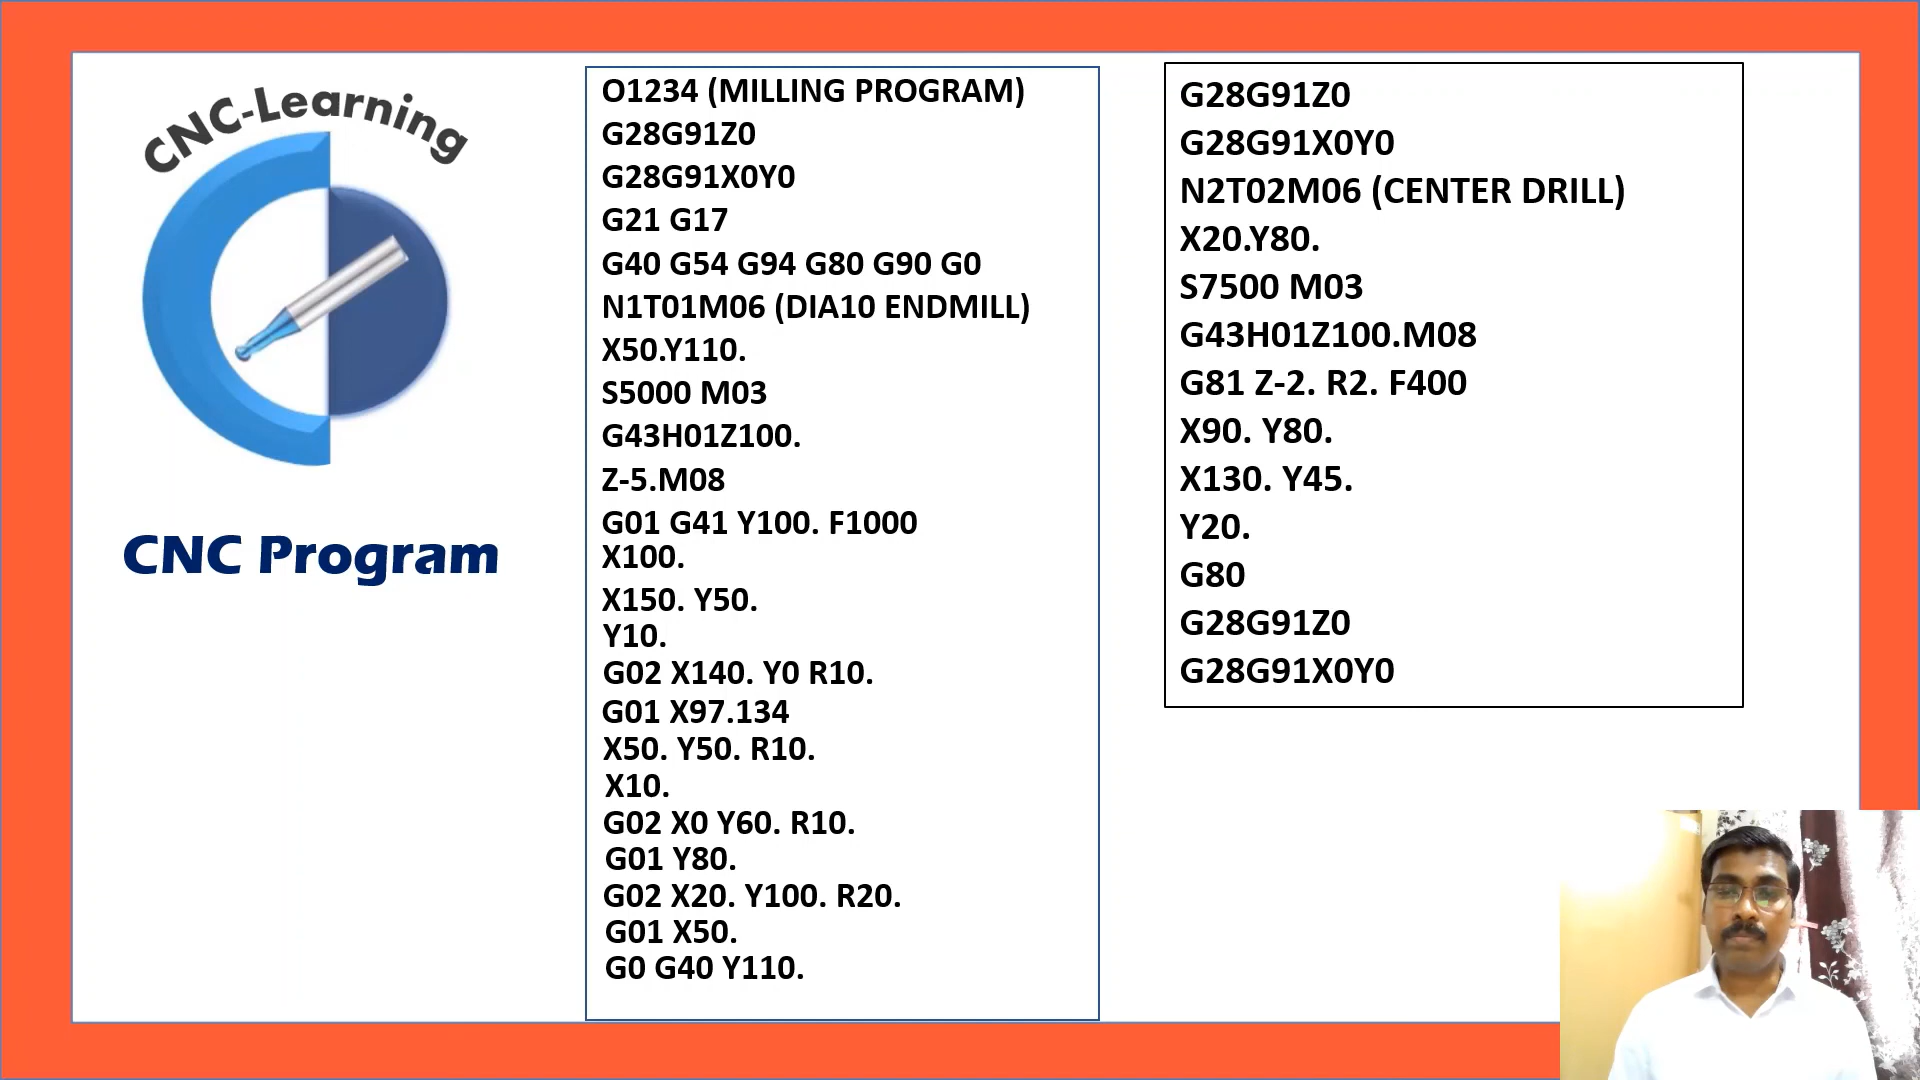 CNC-Learning
CNC Program
O1234 (MILLING PROGRAM)
G28G91Z0
G28G91X0Y0
G21 G17
G40 G54 G94 G80 G90 G0
N1T01M06 (DIA10 ENDMILL)
X50.Y110.
S5000 M03
G43H01Z100.
Z-5.M08
G01 G41 Y100. F1000
X100.
X150. Y50.
Y10.
G02 X140. Y0 R10.
G01 X97.134
X50. Y50. R10.
X10.
G02 X0 Y60. R10.
G01 Y80.
G02 X20. Y100. R20.
G01 X50.
G0 G40 Y110.
G28G91Z0
G28G91X0Y0
N2T02M06 (CENTER DRILL)
X20.Y80.
S7500 M03
G43H01Z100.M08
G81 Z-2. R2. F400
X90. Y80.
X130. Y45.
Y20.
G80
G28G91Z0
G28G91X0Y0